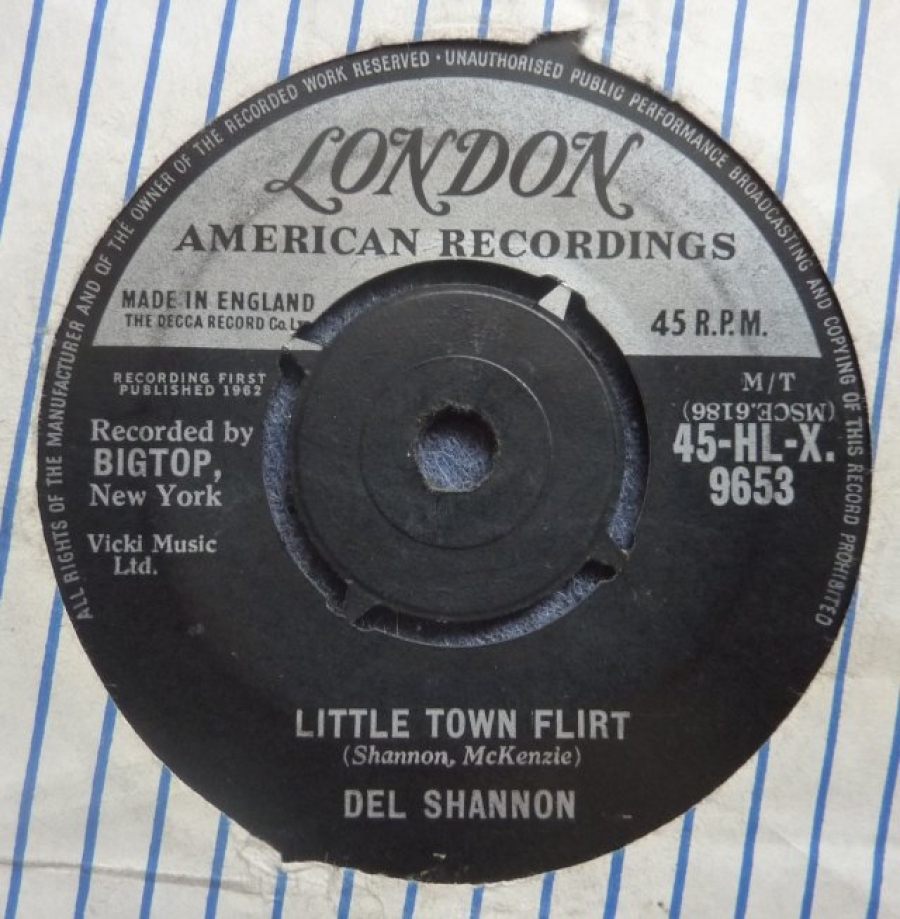 ALL RIGHTS OF THE MANUFACTURER AND OF THE OWNER OF THE RECORDED WORK RESERVED · UNAUTHORISED PUBLIC PERFORMANCE BROADCASTING AND COPYING OF THIS RECORD PROHIBITED
LONDON
AMERICAN RECORDINGS
MADE IN ENGLAND
THE DECCA RECORD Co.
45 R.P.M.
RECORDING FIRST
PUBLISHED 1962
Recorded by
BIGTOP,
New York
Vicki Music
Ltd.
M/T
(MSCE.6186)
45-HL-X.
9653
LITTLE TOWN FLIRT
(Shannon, McKenzie)
DEL SHANNON